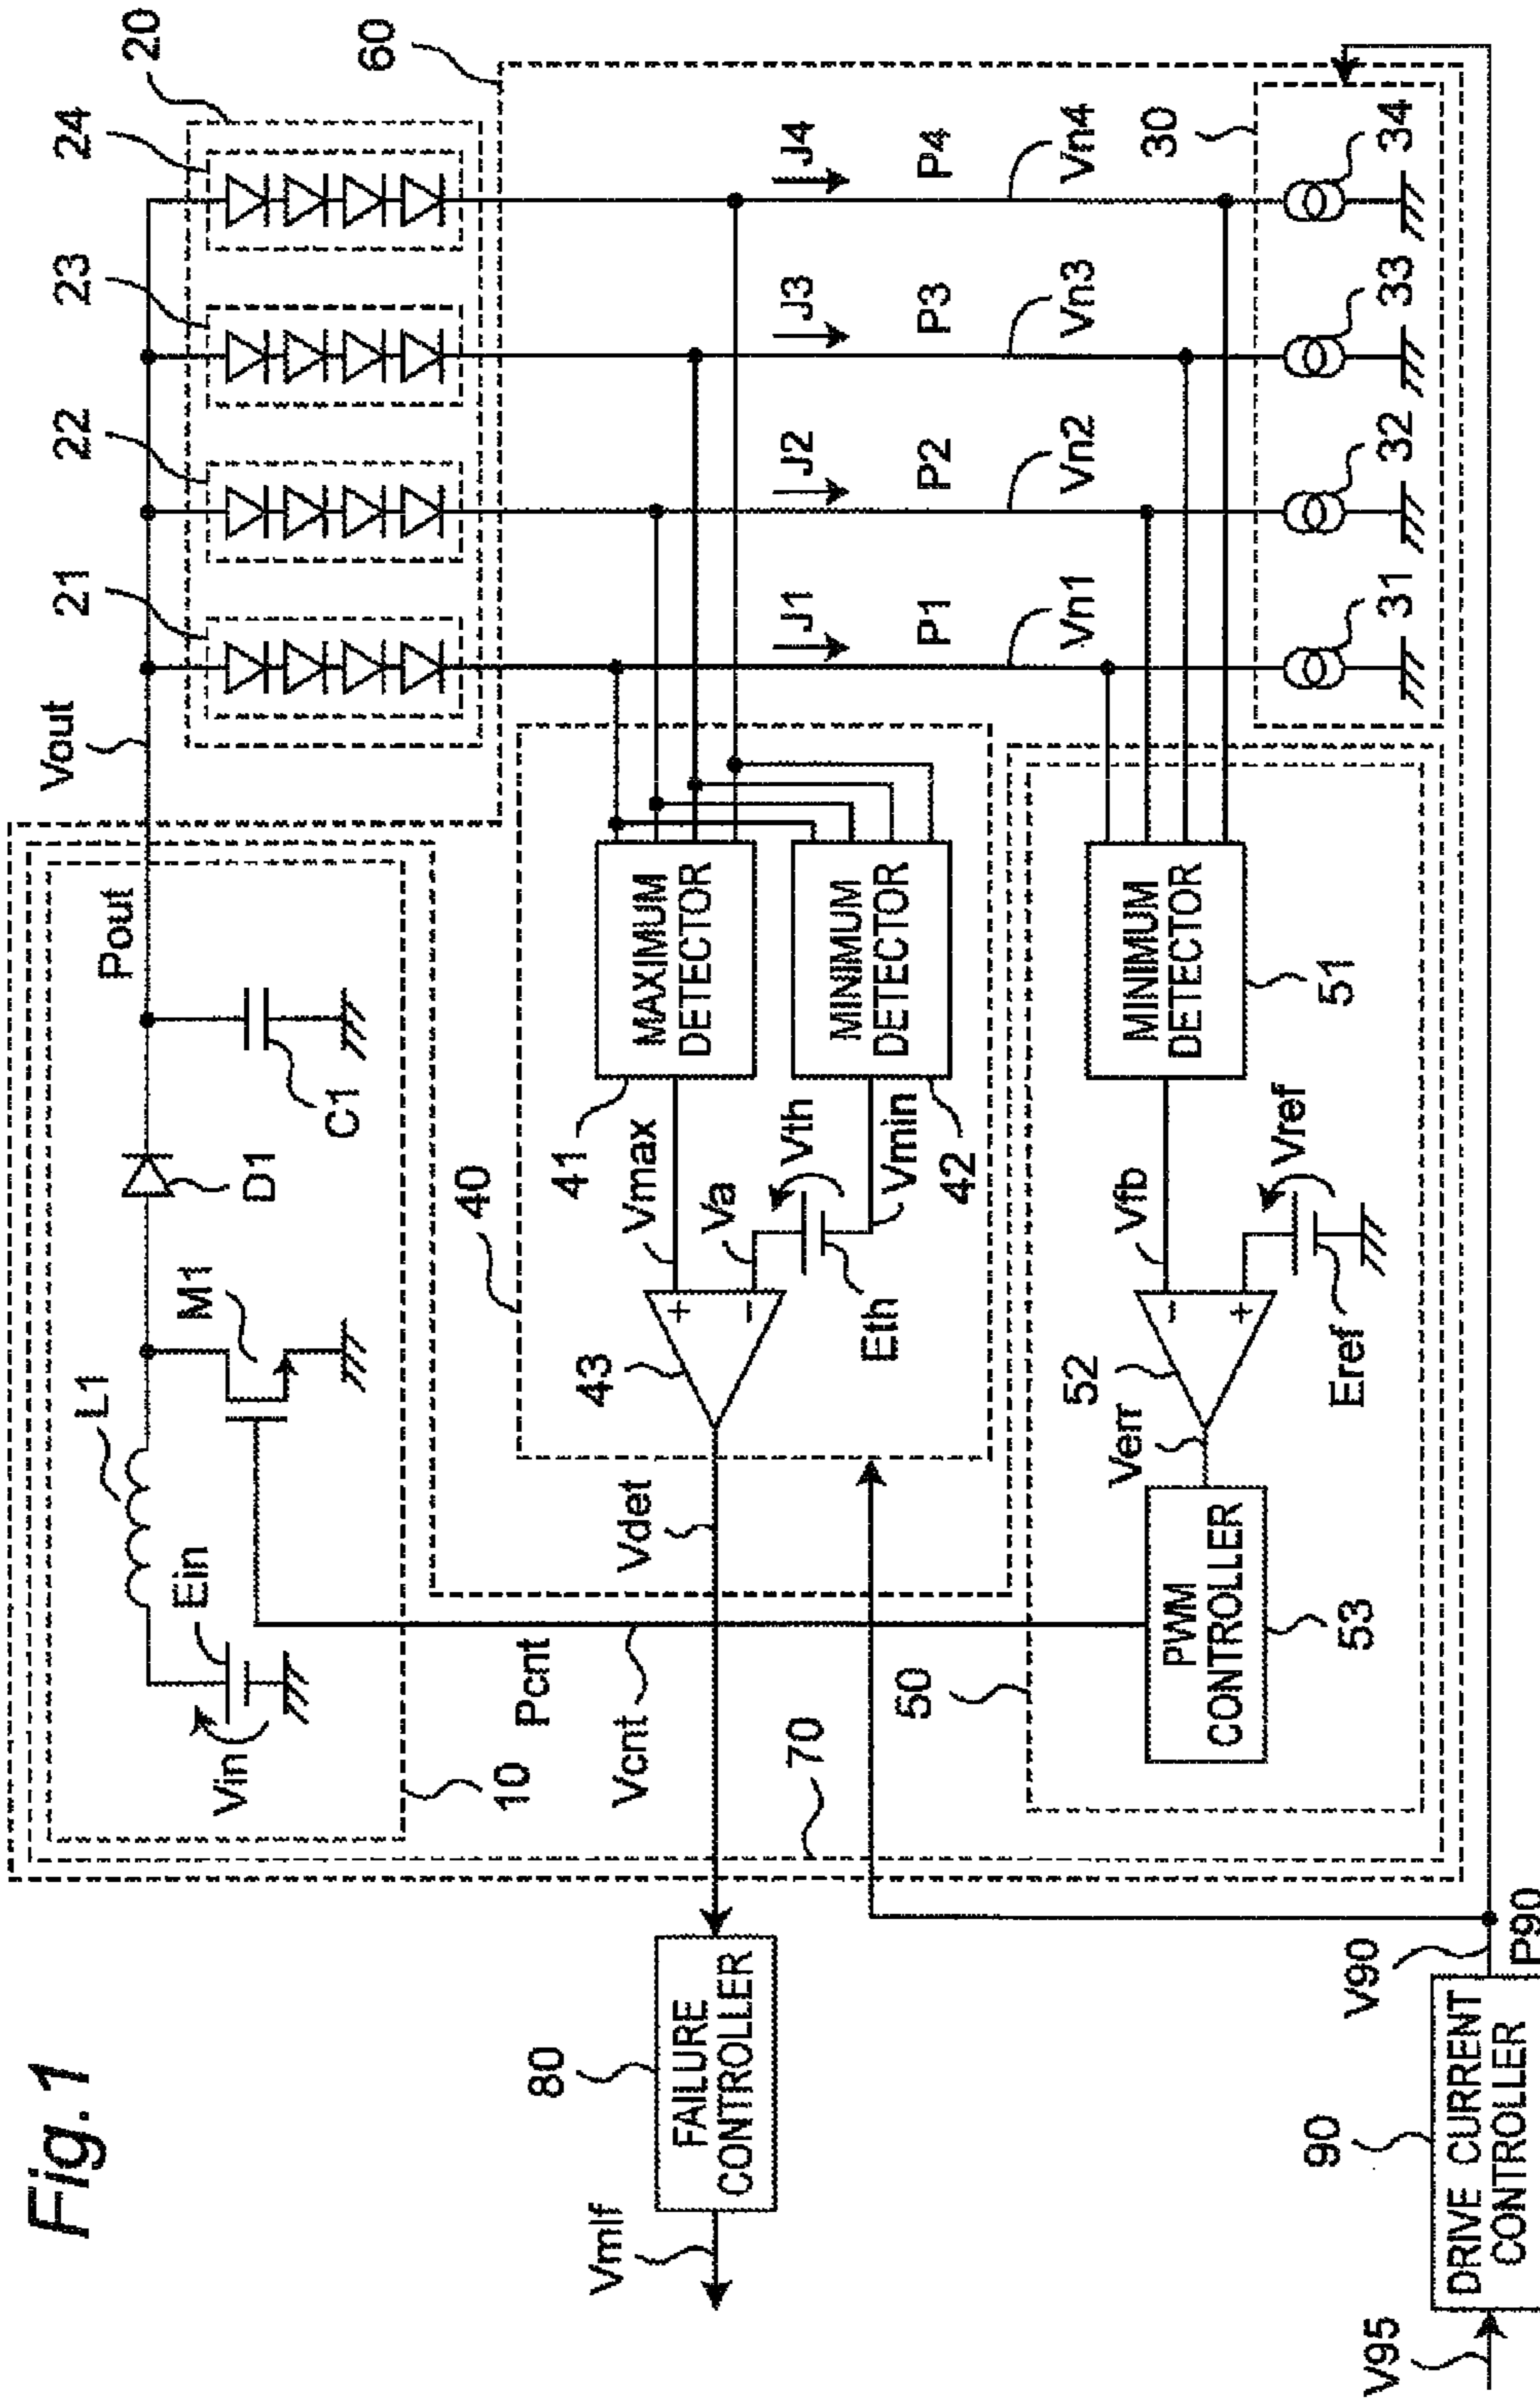 Fig. 1
20
24
23
22
21
Vout
60
Pout
L1
M1
D1
C1
Ein
Vin
10
Pcnt
Vcnt
70
40
41
MAXIMUM
DETECTOR
MINIMUM
DETECTOR
42
Vmax
Va
Vth
Vmin
Eth
43
Vdet
+
−
J1
J2
J3
J4
P1
P2
P3
P4
Vn1
Vn2
Vn3
Vn4
30
31
32
33
34
50
MINIMUM
DETECTOR
51
Vfb
Vref
Eref
−
+
52
Verr
PWM
CONTROLLER
53
80
FAILURE
CONTROLLER
Vmlf
90
DRIVE CURRENT
CONTROLLER
V90
P90
V95